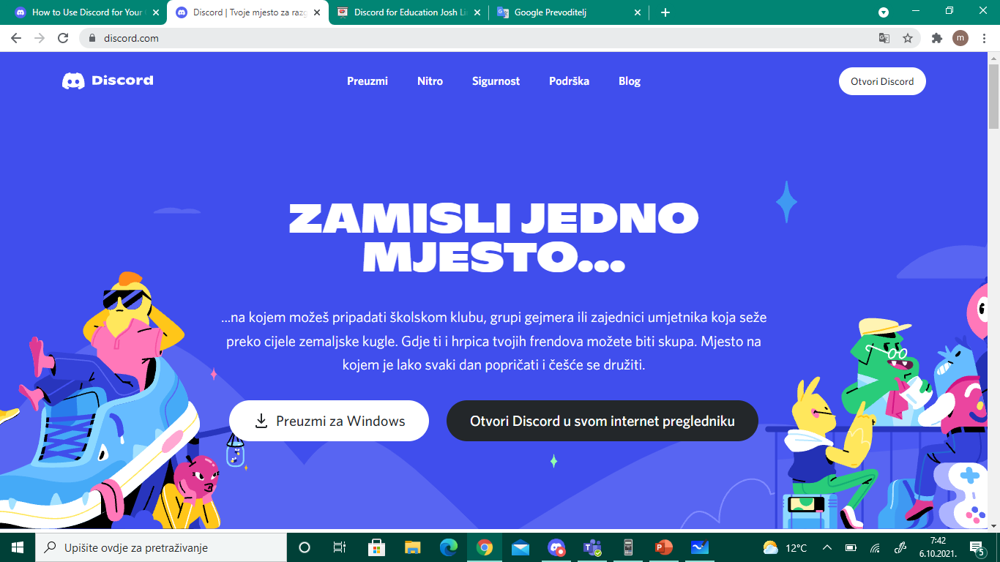 How to Use Discord for Your
Discord | Tvoje mjesto za razg
Discord for Education Josh Li
Google Prevoditelj
discord.com
m
Discord
Preuzmi
Nitro
Sigurnost
Podrška
Blog
Otvori Discord
ZAMISLI JEDNO
MJESTO...
...na kojem možeš pripadati školskom klubu, grupi gejmera ili zajednici umjetnika koja seže
preko cijele zemaljske kugle. Gdje ti i hrpica tvojih frendova možete biti skupa. Mjesto na
kojem je lako svaki dan popričati i češće se družiti.
Preuzmi za Windows
Otvori Discord u svom internet pregledniku
Upišite ovdje za pretraživanje
12°C
7:42
6.10.2021.
5